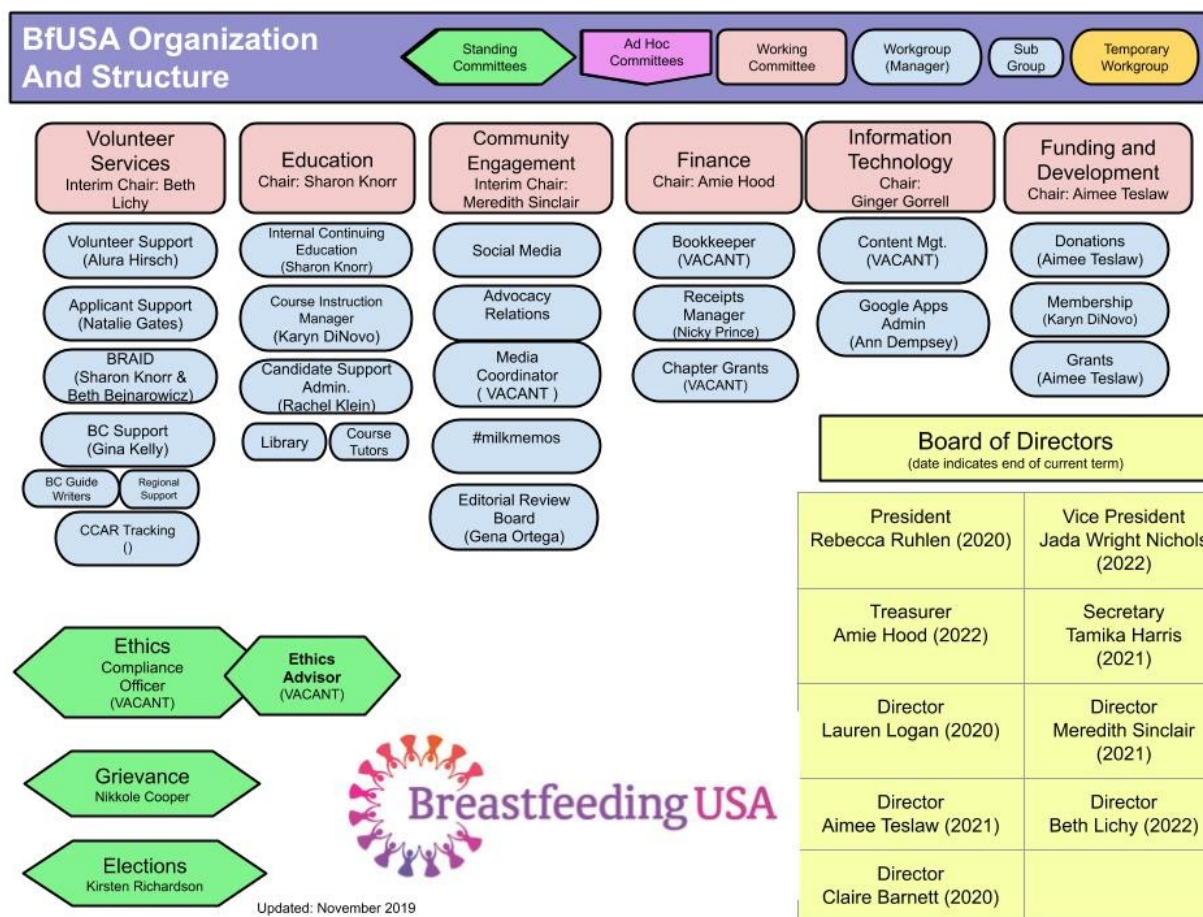 BfUSA Organization
And Structure
Standing
Committees
Ad Hoc
Committees
Working
Committee
Workgroup
(Manager)
Sub
Group
Temporary
Workgroup
Volunteer
Services
Interim Chair: Beth
Lichy
Volunteer Support
(Alura Hirsch)
Applicant Support
(Natalie Gates)
BRAID
(Sharon Knorr &
Beth Bejnarowicz)
BC Support
(Gina Kelly)
BC Guide
Writers
Regional
Support
CCAR Tracking
()
Education
Chair: Sharon Knorr
Internal Continuing
Education
(Sharon Knorr)
Course Instruction
Manager
(Karyn DiNovo)
Candidate Support
Admin.
(Rachel Klein)
Library
Course
Tutors
Community
Engagement
Interim Chair:
Meredith Sinclair
Social Media
Advocacy
Relations
Media
Coordinator
( VACANT )
#milkmemos
Editorial Review
Board
(Gena Ortega)
Finance
Chair: Amie Hood
Bookkeeper
(VACANT)
Receipts
Manager
(Nicky Prince)
Chapter Grants
(VACANT)
Information
Technology
Chair:
Ginger Gorrell
Content Mgt.
(VACANT)
Google Apps
Admin
(Ann Dempsey)
Funding and
Development
Chair: Aimee Teslaw
Donations
(Aimee Teslaw)
Membership
(Karyn DiNovo)
Grants
(Aimee Teslaw)
Board of Directors
(date indicates end of current term)
President
Rebecca Ruhlen (2020)
Vice President
Jada Wright Nichols
(2022)
Treasurer
Amie Hood (2022)
Secretary
Tamika Harris
(2021)
Director
Lauren Logan (2020)
Director
Meredith Sinclair
(2021)
Director
Aimee Teslaw (2021)
Director
Beth Lichy (2022)
Director
Claire Barnett (2020)
Ethics
Compliance
Officer
(VACANT)
Ethics
Advisor
(VACANT)
Grievance
Nikkole Cooper
Elections
Kirsten Richardson
Breastfeeding USA
Updated: November 2019